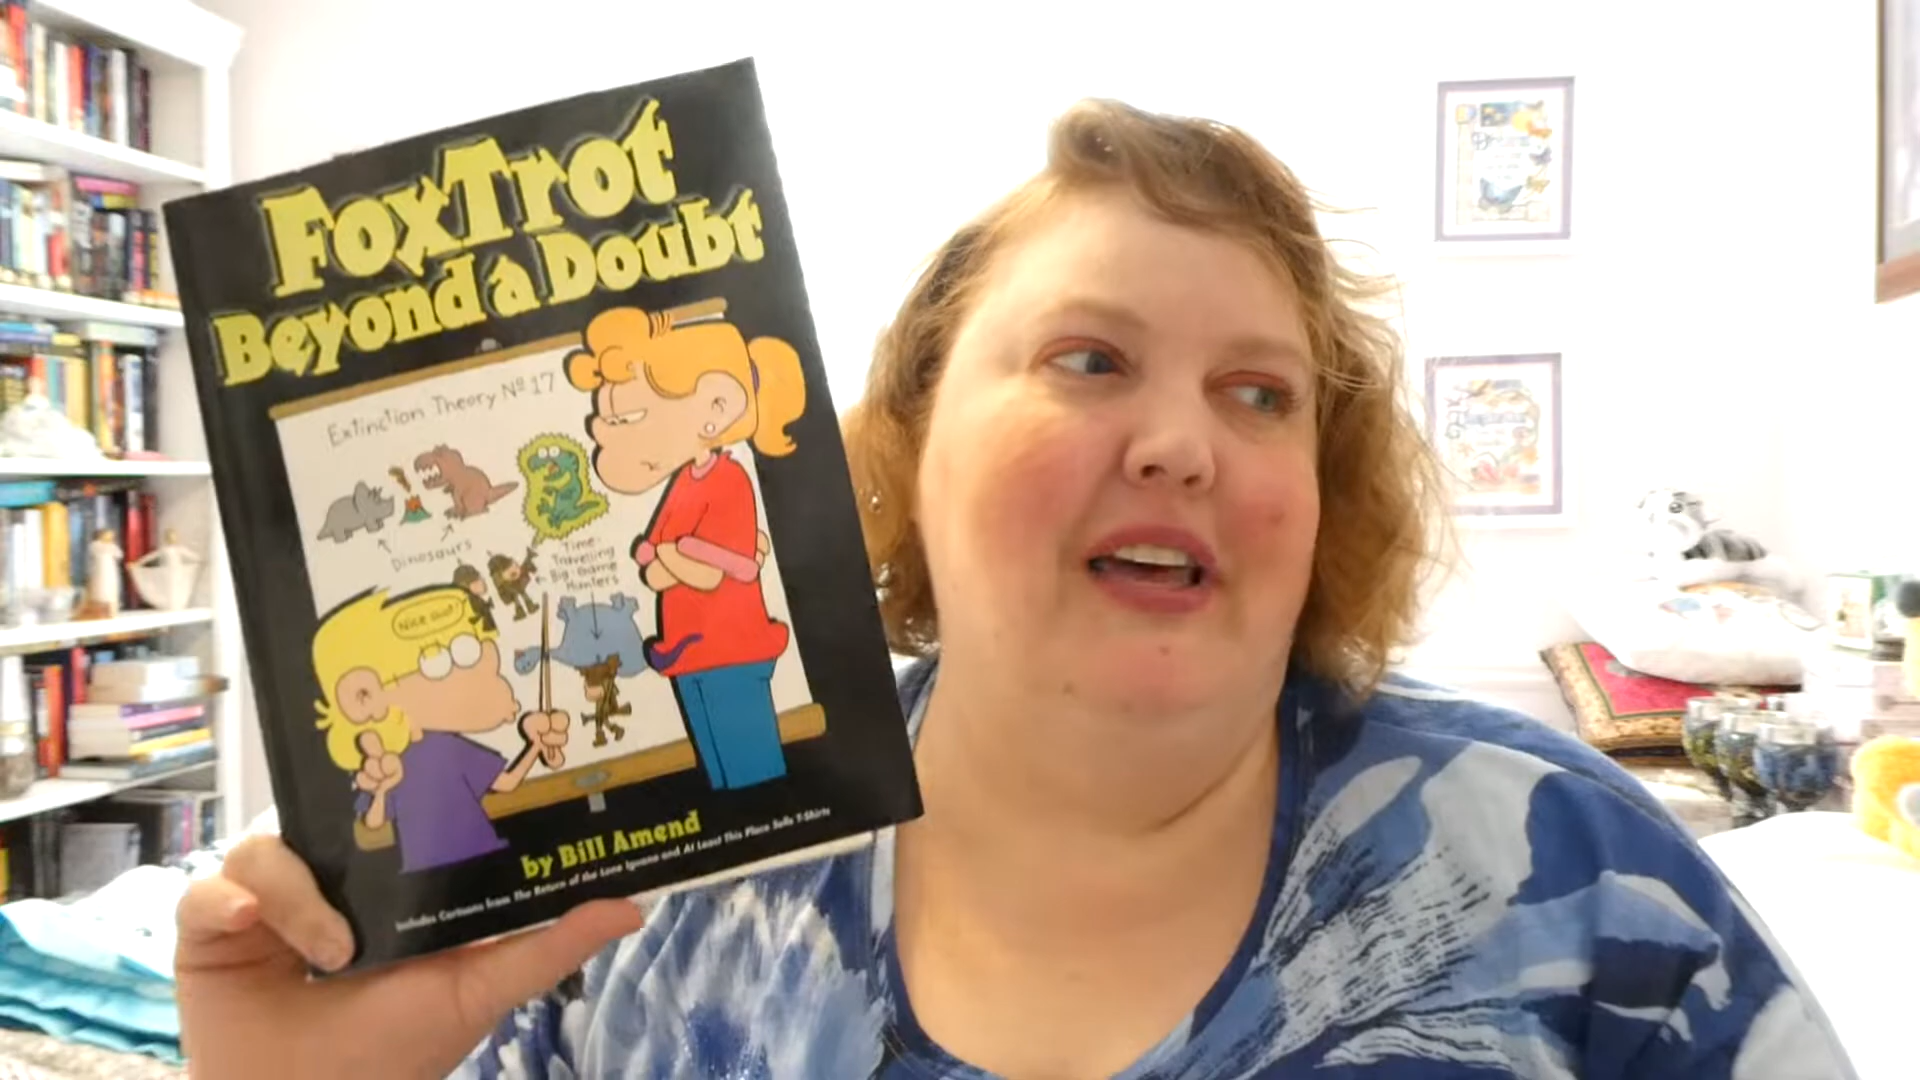 FoxTrot
Beyond a Doubt
Extinction Theory Nº 17
Dinosaurs
Time-
Travelling
Big-Game
Hunters
Nice Shot!
by Bill Amend
Includes Cartoons from The Return of the Lone Iguana and At Least This Place Sells T-Shirts